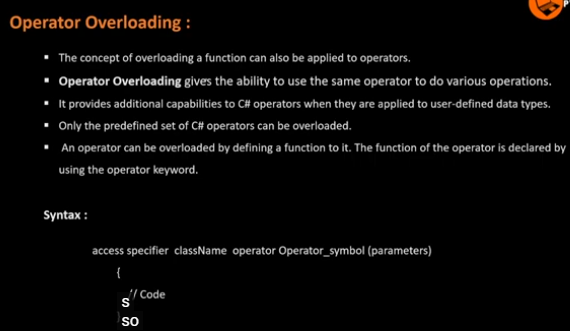 Operator Overloading :
▪ The concept of overloading a function can also be applied to operators.
▪ Operator Overloading gives the ability to use the same operator to do various operations.
▪ It provides additional capabilities to C# operators when they are applied to user-defined data types.
▪ Only the predefined set of C# operators can be overloaded.
▪ An operator can be overloaded by defining a function to it. The function of the operator is declared by
using the operator keyword.
Syntax :
access specifier className operator Operator_symbol (parameters)
{
// Code
s
so